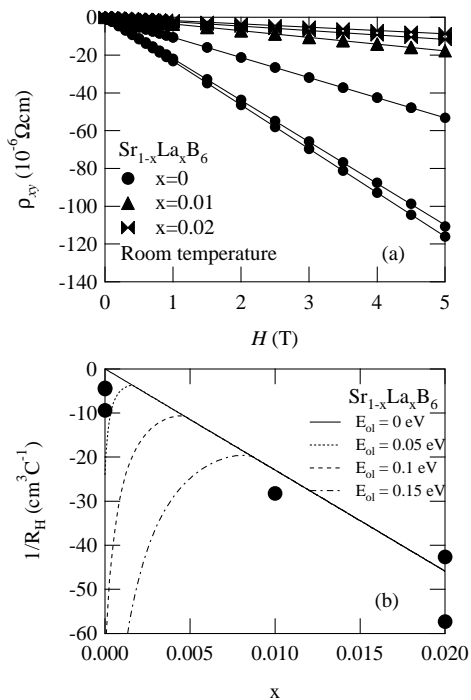 0
-20
-40
-60
-80
-100
-120
-140
ρxy (10-6Ωcm)
Sr1-xLaxB6
x=0
x=0.01
x=0.02
Room temperature
(a)
0 1 2 3 4 5
H (T)
0
-10
-20
-30
-40
-50
-60
1/RH (cm3C-1)
Sr1-xLaxB6
Eol = 0 eV
Eol = 0.05 eV
Eol = 0.1 eV
Eol = 0.15 eV
(b)
0.000 0.005 0.010 0.015 0.020
x